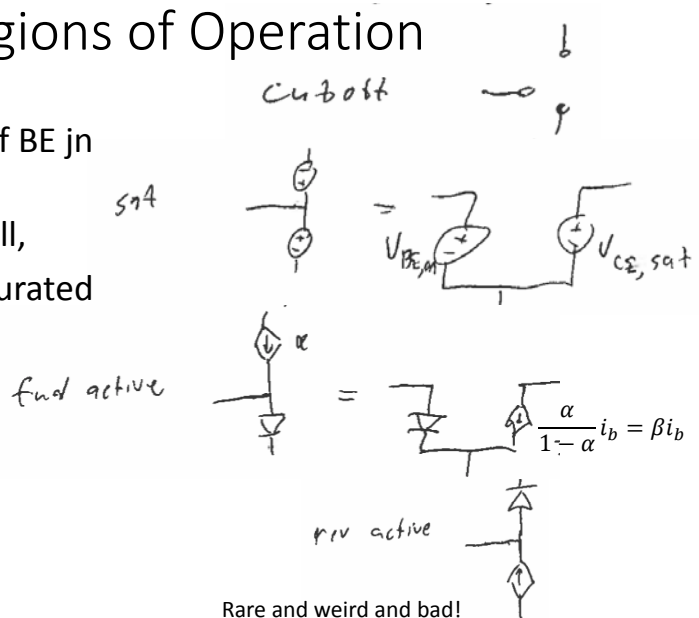 gions of Operation
cutoff
f BE jn
sat
ll,
=
V_BE,on
V_CE, sat
urated
α
fwd active
=
α/(1 − α) i_b = βi_b
rev active
Rare and weird and bad!